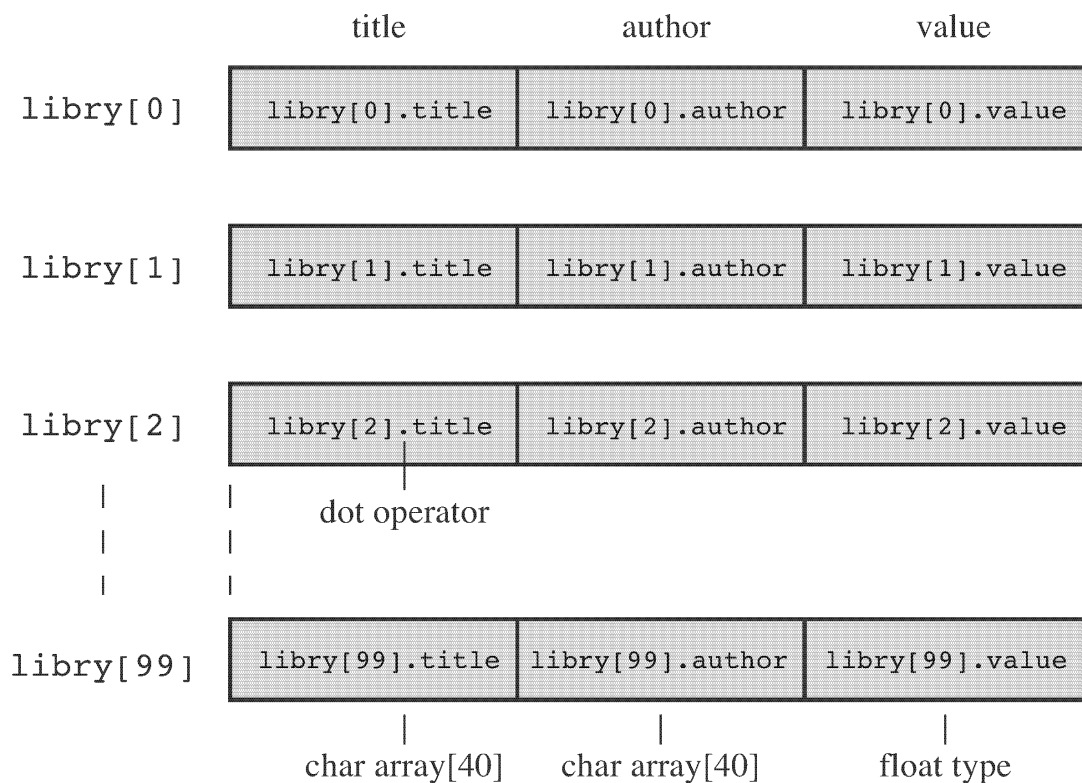 title author value
libry[0] libry[0].title libry[0].author libry[0].value
libry[1] libry[1].title libry[1].author libry[1].value
libry[2] libry[2].title libry[2].author libry[2].value
dot operator
libry[99] libry[99].title libry[99].author libry[99].value
char array[40] char array[40] float type